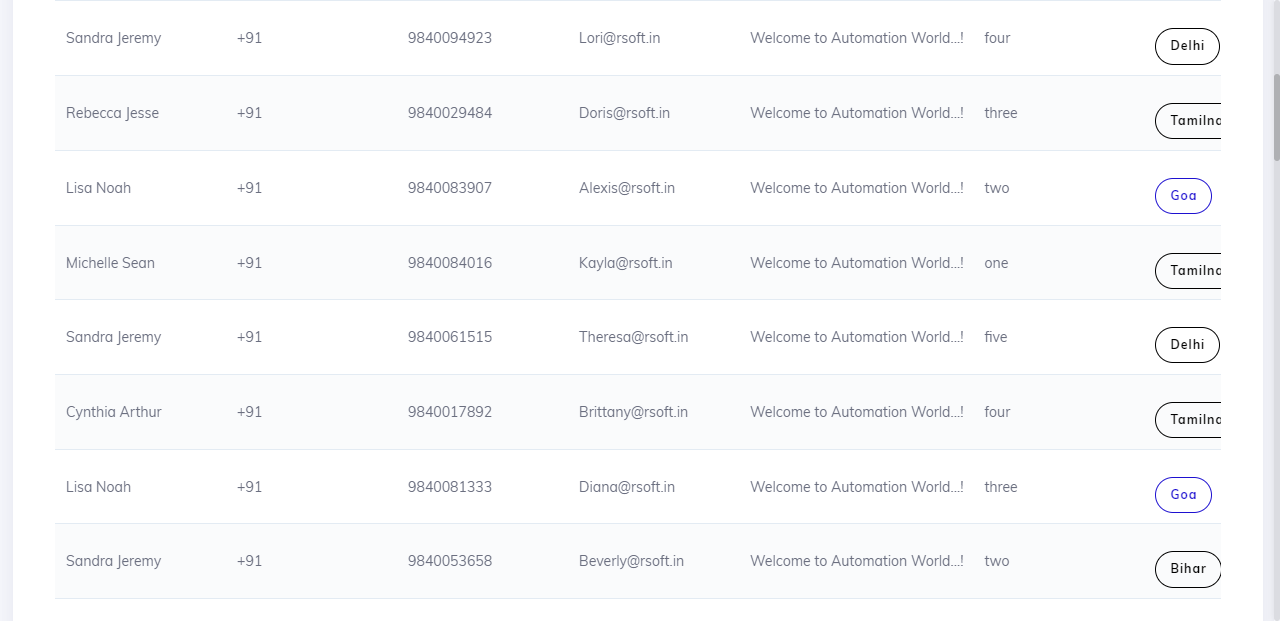 Sandra Jeremy +91 9840094923 Lori@rsoft.in Welcome to Automation World...! four Delhi
Rebecca Jesse +91 9840029484 Doris@rsoft.in Welcome to Automation World...! three Tamilna
Lisa Noah +91 9840083907 Alexis@rsoft.in Welcome to Automation World...! two Goa
Michelle Sean +91 9840084016 Kayla@rsoft.in Welcome to Automation World...! one Tamilna
Sandra Jeremy +91 9840061515 Theresa@rsoft.in Welcome to Automation World...! five Delhi
Cynthia Arthur +91 9840017892 Brittany@rsoft.in Welcome to Automation World...! four Tamilna
Lisa Noah +91 9840081333 Diana@rsoft.in Welcome to Automation World...! three Goa
Sandra Jeremy +91 9840053658 Beverly@rsoft.in Welcome to Automation World...! two Bihar